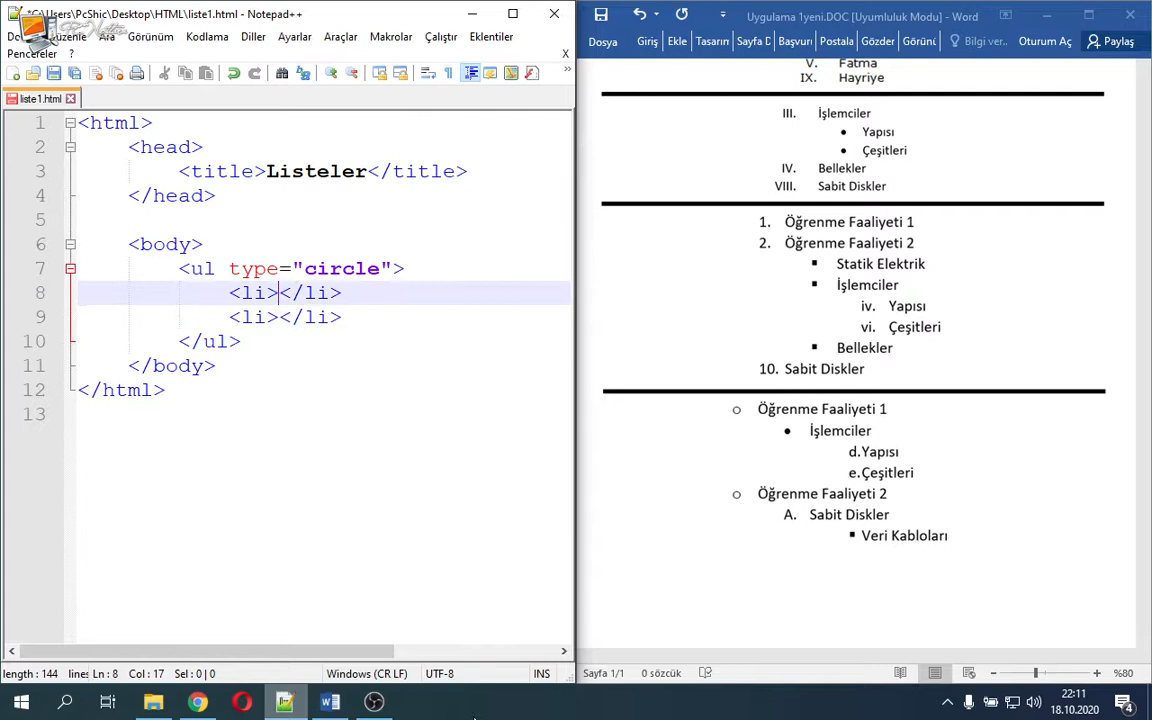 *C:\Users\PcShic\Desktop\HTML\liste1.html - Notepad++
Ara Görünüm Kodlama Diller Ayarlar Araçlar Makrolar Çalıştır Eklentiler
Pencereler ? X
liste1.html
1 <html>
2 <head>
3 <title>Listeler</title>
4 </head>
5
6 <body>
7 <ul type="circle">
8 <li></li>
9 <li></li>
10 </ul>
11 </body>
12 </html>
13
length : 144 lines Ln : 8 Col : 17 Sel : 0 | 0 Windows (CR LF) UTF-8 INS
Uygulama 1yeni.DOC [Uyumluluk Modu] - Word
Dosya Giriş Ekle Tasarın Sayfa D Başvuru Postala Gözder Görünü Bilgi ver... Oturum Aç Paylaş
V. Fatma
IX. Hayriye
III. İşlemciler
• Yapısı
• Çeşitleri
IV. Bellekler
VIII. Sabit Diskler
1. Öğrenme Faaliyeti 1
2. Öğrenme Faaliyeti 2
▪ Statik Elektrik
▪ İşlemciler
iv. Yapısı
vi. Çeşitleri
▪ Bellekler
10. Sabit Diskler
o Öğrenme Faaliyeti 1
• İşlemciler
d.Yapısı
e.Çeşitleri
o Öğrenme Faaliyeti 2
A. Sabit Diskler
▪ Veri Kabloları
Sayfa 1/1 0 sözcük %80
22:11
18.10.2020
4